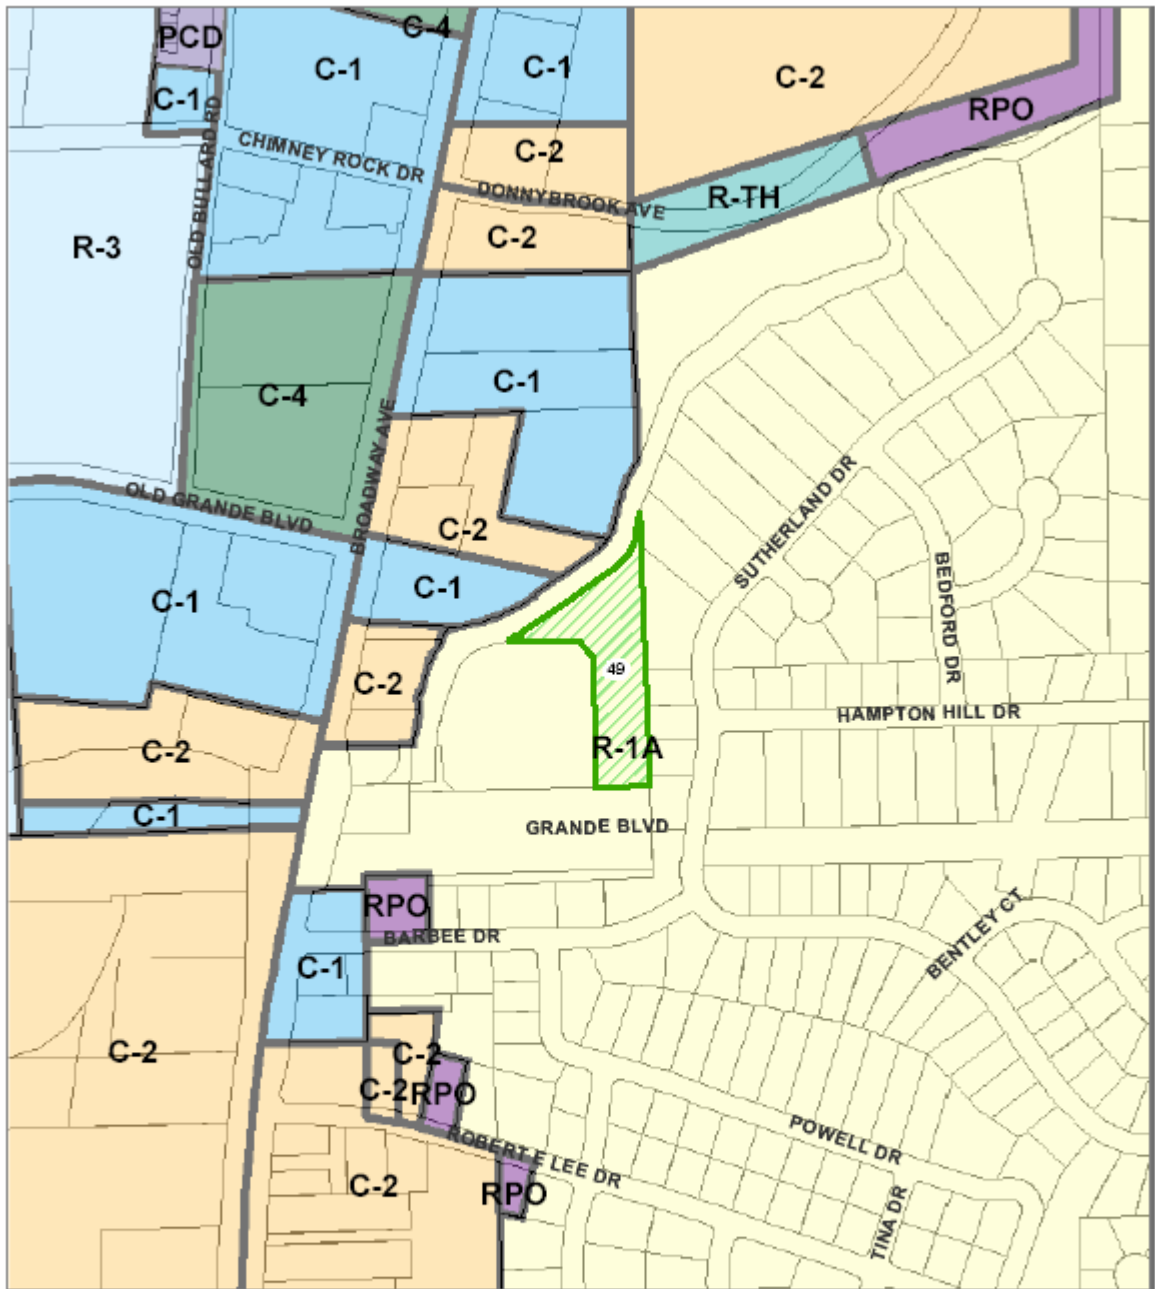 C-4
PCD
C-1
C-1
C-2
C-1
RPO
CHIMNEY ROCK DR
C-2
OLD BULLARD RD
DONNYBROOK AVE
R-TH
R-3
C-2
C-1
C-4
BROADWAY AVE
SUTHERLAND DR
OLD GRANDE BLVD
C-2
BEDFORD DR
C-1
C-1
49
C-2
HAMPTON HILL DR
C-2
R-1A
C-1
GRANDE BLVD
RPO
BARBEE DR
BENTLEY CT
C-1
C-2
C-2
C-2
RPO
POWELL DR
ROBERT E LEE DR
C-2
RPO
TINA DR